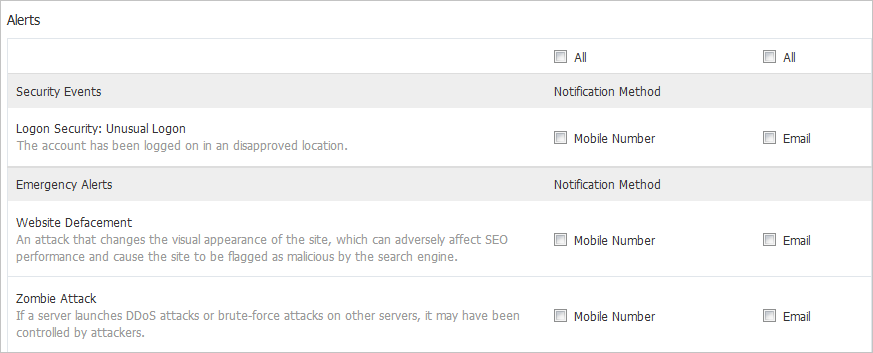 Alerts
All All
Security Events Notification Method
Logon Security: Unusual Logon
The account has been logged on in an disapproved location.
Mobile Number Email
Emergency Alerts Notification Method
Website Defacement
An attack that changes the visual appearance of the site, which can adversely affect SEO
performance and cause the site to be flagged as malicious by the search engine.
Mobile Number Email
Zombie Attack
If a server launches DDoS attacks or brute-force attacks on other servers, it may have been
controlled by attackers.
Mobile Number Email